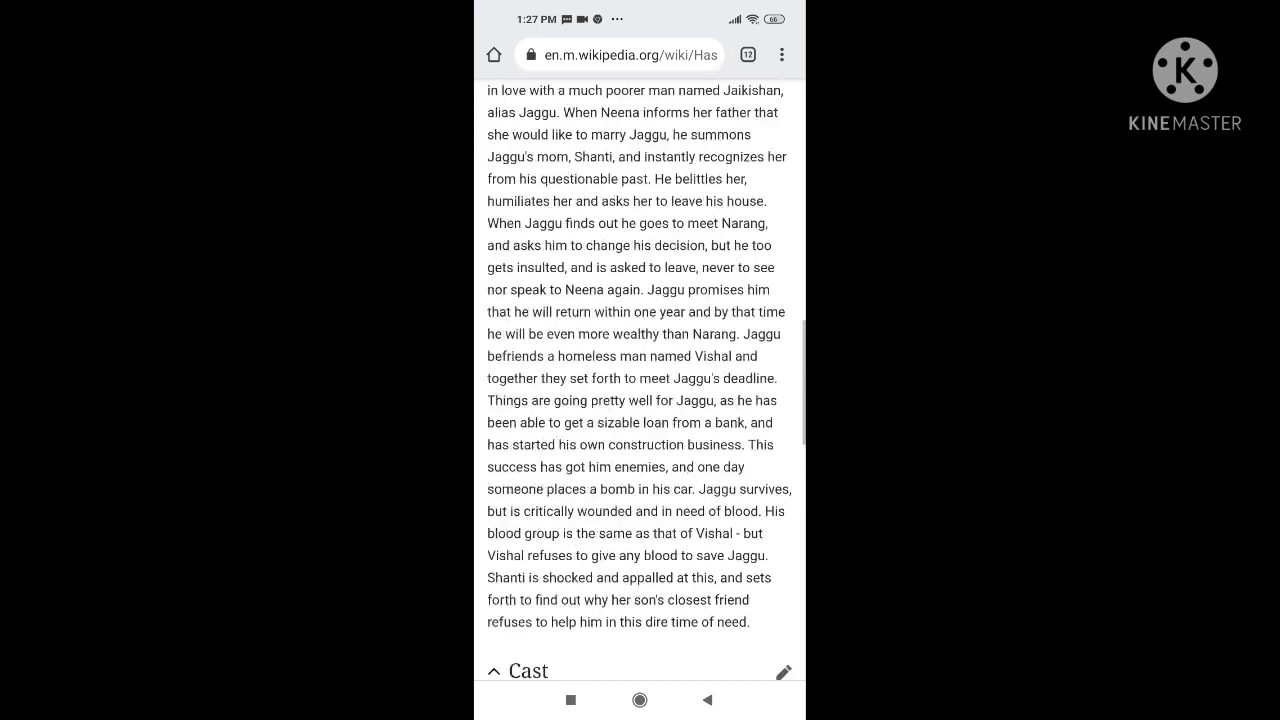 1:27 PM
66
en.m.wikipedia.org/wiki/Has
12
K
KINEMASTER
in love with a much poorer man named Jaikishan,
alias Jaggu. When Neena informs her father that
she would like to marry Jaggu, he summons
Jaggu's mom, Shanti, and instantly recognizes her
from his questionable past. He belittles her,
humiliates her and asks her to leave his house.
When Jaggu finds out he goes to meet Narang,
and asks him to change his decision, but he too
gets insulted, and is asked to leave, never to see
nor speak to Neena again. Jaggu promises him
that he will return within one year and by that time
he will be even more wealthy than Narang. Jaggu
befriends a homeless man named Vishal and
together they set forth to meet Jaggu's deadline.
Things are going pretty well for Jaggu, as he has
been able to get a sizable loan from a bank, and
has started his own construction business. This
success has got him enemies, and one day
someone places a bomb in his car. Jaggu survives,
but is critically wounded and in need of blood. His
blood group is the same as that of Vishal - but
Vishal refuses to give any blood to save Jaggu.
Shanti is shocked and appalled at this, and sets
forth to find out why her son's closest friend
refuses to help him in this dire time of need.
Cast